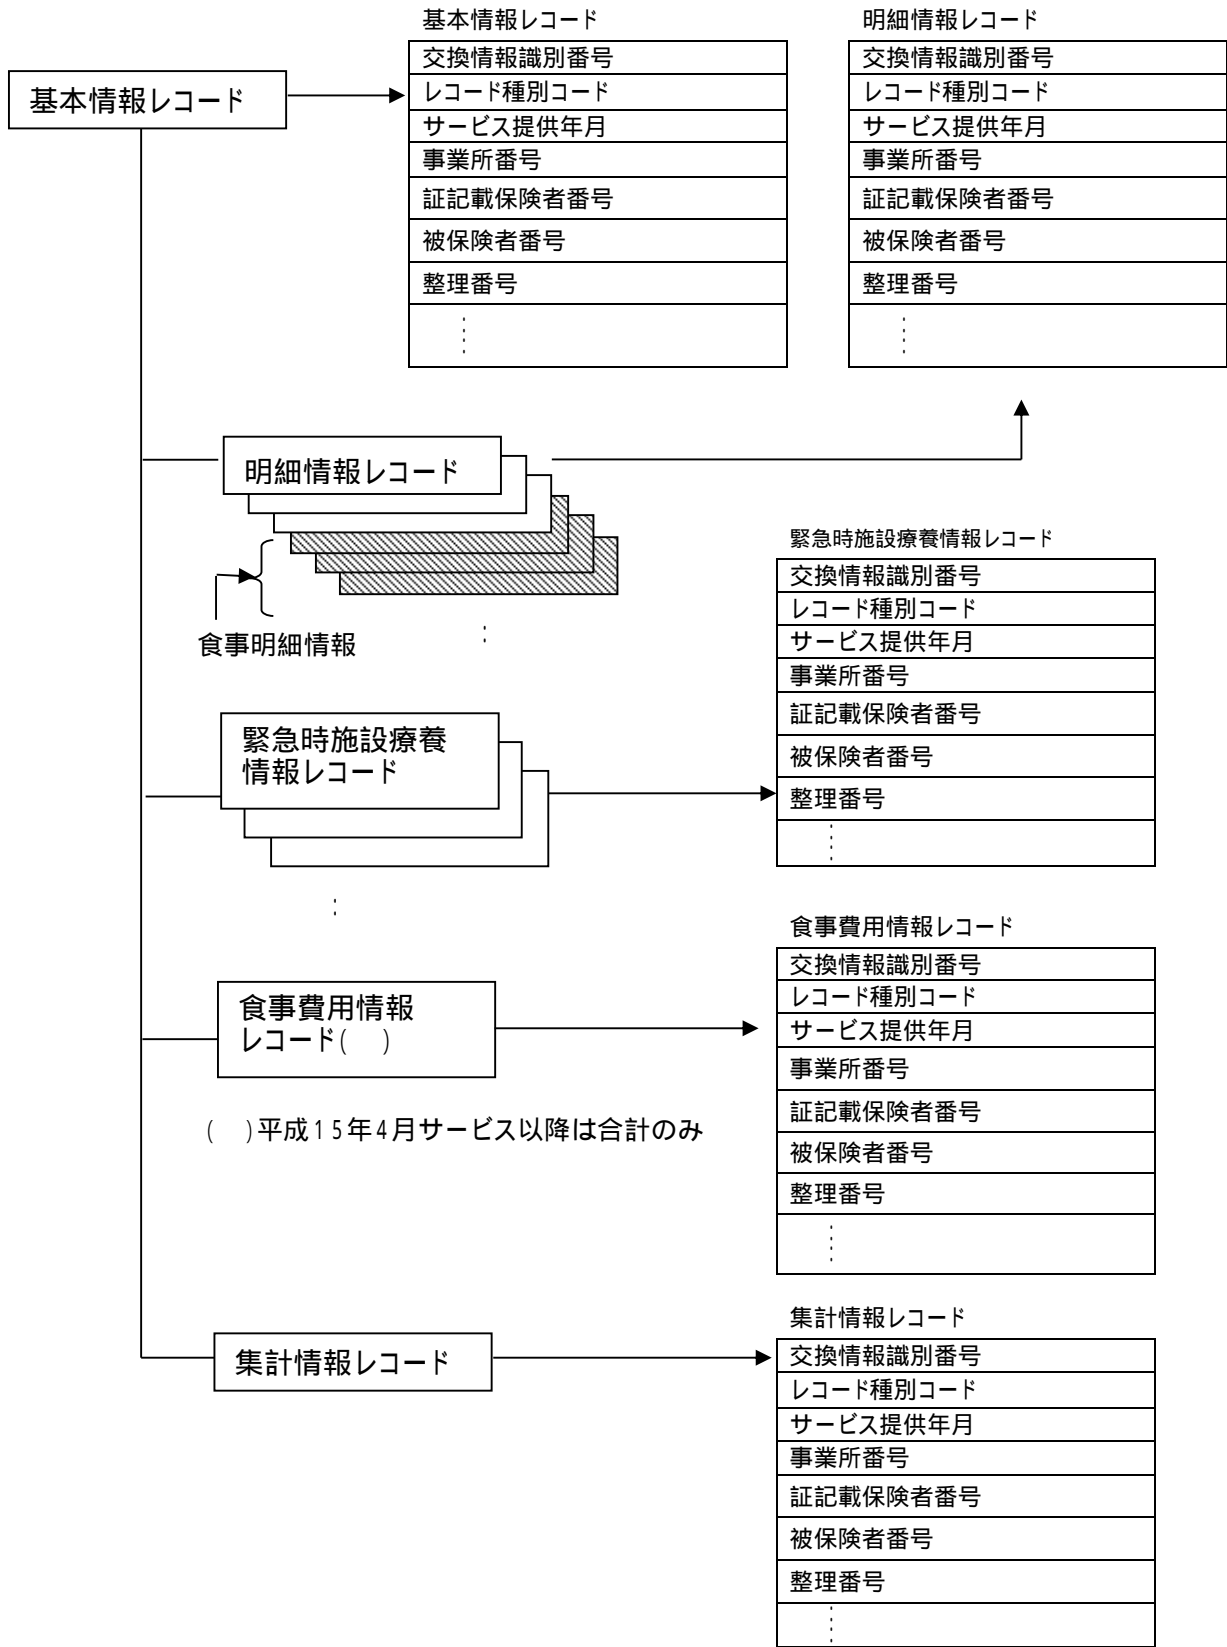 基本情報レコード
基本情報レコード
交換情報識別番号
レコード種別コード
サービス提供年月
事業所番号
証記載保険者番号
被保険者番号
整理番号
明細情報レコード
交換情報識別番号
レコード種別コード
サービス提供年月
事業所番号
証記載保険者番号
被保険者番号
整理番号
明細情報レコード
食事明細情報
緊急時施設療養情報レコード
交換情報識別番号
レコード種別コード
サービス提供年月
事業所番号
証記載保険者番号
被保険者番号
整理番号
緊急時施設療養
情報レコード
食事費用情報レコード
交換情報識別番号
レコード種別コード
サービス提供年月
事業所番号
証記載保険者番号
被保険者番号
整理番号
食事費用情報
レコード(　)
(　)平成15年4月サービス以降は合計のみ
集計情報レコード
集計情報レコード
交換情報識別番号
レコード種別コード
サービス提供年月
事業所番号
証記載保険者番号
被保険者番号
整理番号